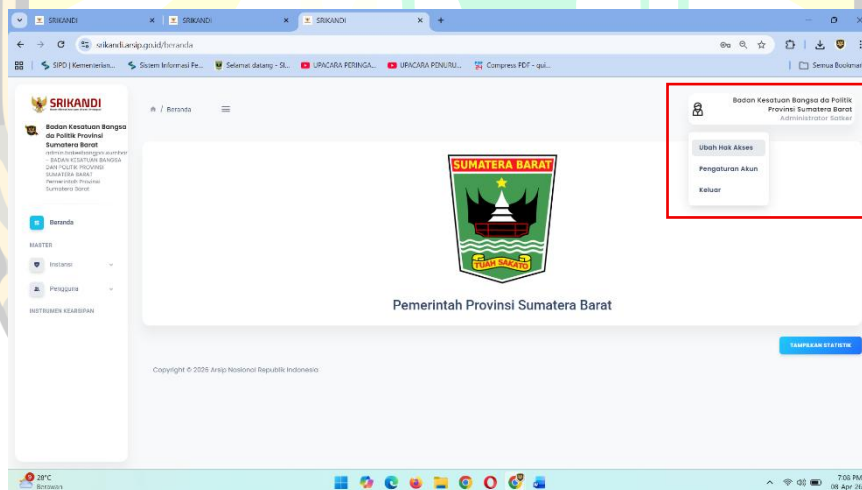 SRIKANDI
SRIKANDI
SRIKANDI
srikandi.arsip.go.id/beranda
SIPD | Kementerian...
Sistem Informasi Pe...
Selamat datang - SI...
UPACARA PERINGA...
UPACARA PENURU...
Compress PDF - qui...
Semua Bookmar
SRIKANDI
/ Beranda
Badan Kesatuan Bangsa da Politik
Provinsi Sumatera Barat
Administrator Satker
Ubah Hak Akses
Pengaturan Akun
Keluar
Badan Kesatuan Bangsa
da Politik Provinsi
Sumatera Barat
- BADAN KESATUAN BANGSA
DAN POLITIK PROVINSI
SUMATERA BARAT
Pemerintah Provinsi
Sumatera Barat
Beranda
MASTER
Instansi
Pengguna
INSTRUMEN KEARSIPAN
SUMATERA BARAT
TUAH SAKATO
Pemerintah Provinsi Sumatera Barat
TAMPILKAN STATISTIK
Copyright © 2026 Arsip Nasional Republik Indonesia
28°C
Berawan
7:06 PM
08 Apr 26